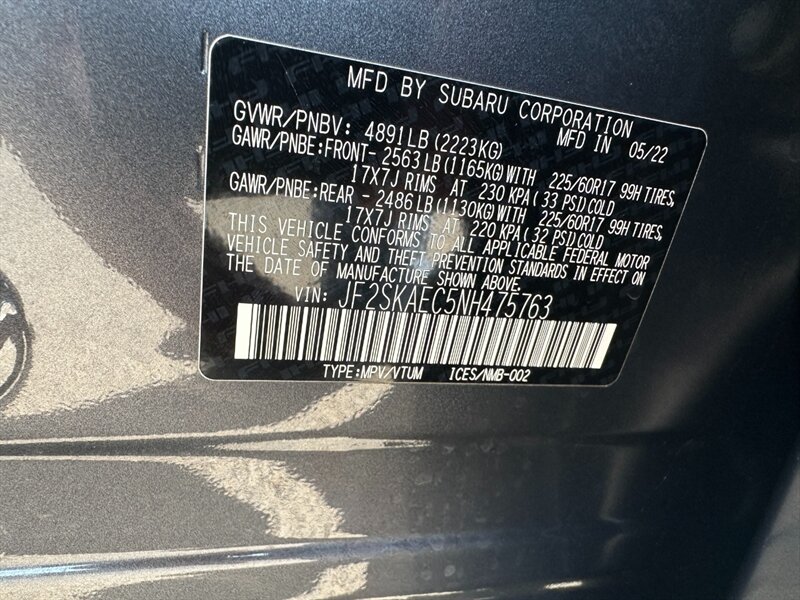 MFD BY SUBARU CORPORATION
MFD IN 05/22
GVWR/PNBV: 4891LB(2223KG)
GAWR/PNBE:FRONT- 2563LB(1165KG)WITH 225/60R17 99H TIRES,
17X7J RIMS AT 230 KPA(33 PSI)COLD
GAWR/PNBE:REAR - 2486LB(1130KG)WITH 225/60R17 99H TIRES,
17X7J RIMS AT 220 KPA(32 PSI)COLD
THIS VEHICLE CONFORMS TO ALL APPLICABLE FEDERAL MOTOR
VEHICLE SAFETY AND THEFT PREVENTION STANDARDS IN EFFECT ON
THE DATE OF MANUFACTURE SHOWN ABOVE.
VIN: JF2SKAEC5NH475763
TYPE:MPV/VTUM ICES/NMB-002